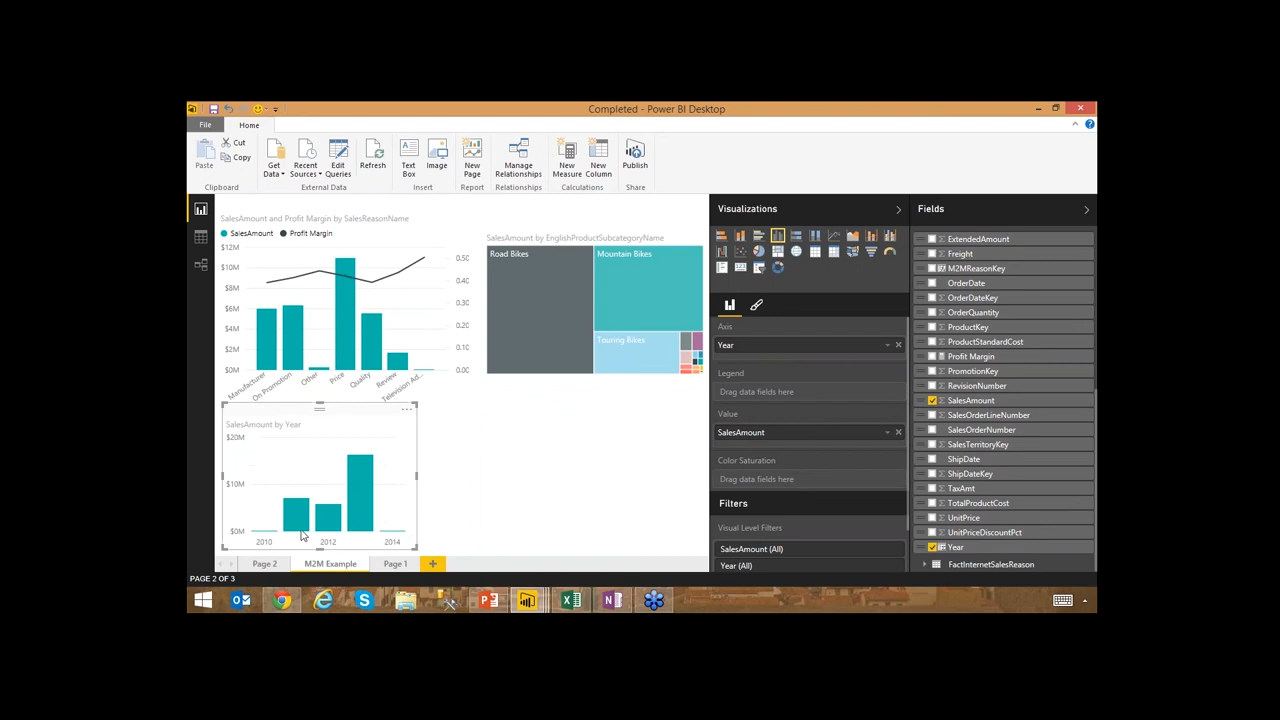 Completed - Power BI Desktop
File
Home
Paste
Cut
Copy
Clipboard
Get Data
Recent Sources
Edit Queries
Refresh
External Data
Text Box
Image
Insert
New Page
Report
Manage Relationships
Relationships
New Measure
New Column
Calculations
Publish
Share
SalesAmount and Profit Margin by SalesReasonName
SalesAmount
Profit Margin
$12M
$10M
$8M
$6M
$4M
$2M
$0M
0.50
0.40
0.30
0.20
0.10
0.00
Manufacturer
On Promotion
Other
Price
Quality
Review
Television Ad...
SalesAmount by EnglishProductSubcategoryName
Road Bikes
Mountain Bikes
Touring Bikes
SalesAmount by Year
$20M
$10M
$0M
2010
2012
2014
Page 2
M2M Example
Page 1
PAGE 2 OF 3
Visualizations
Axis
Year
Legend
Drag data fields here
Value
SalesAmount
Color Saturation
Drag data fields here
Filters
Visual Level Filters
SalesAmount (All)
Year (All)
Fields
ExtendedAmount
Freight
M2MReasonKey
OrderDate
OrderDateKey
OrderQuantity
ProductKey
ProductStandardCost
Profit Margin
PromotionKey
RevisionNumber
SalesAmount
SalesOrderLineNumber
SalesOrderNumber
SalesTerritoryKey
ShipDate
ShipDateKey
TaxAmt
TotalProductCost
UnitPrice
UnitPriceDiscountPct
Year
FactInternetSalesReason